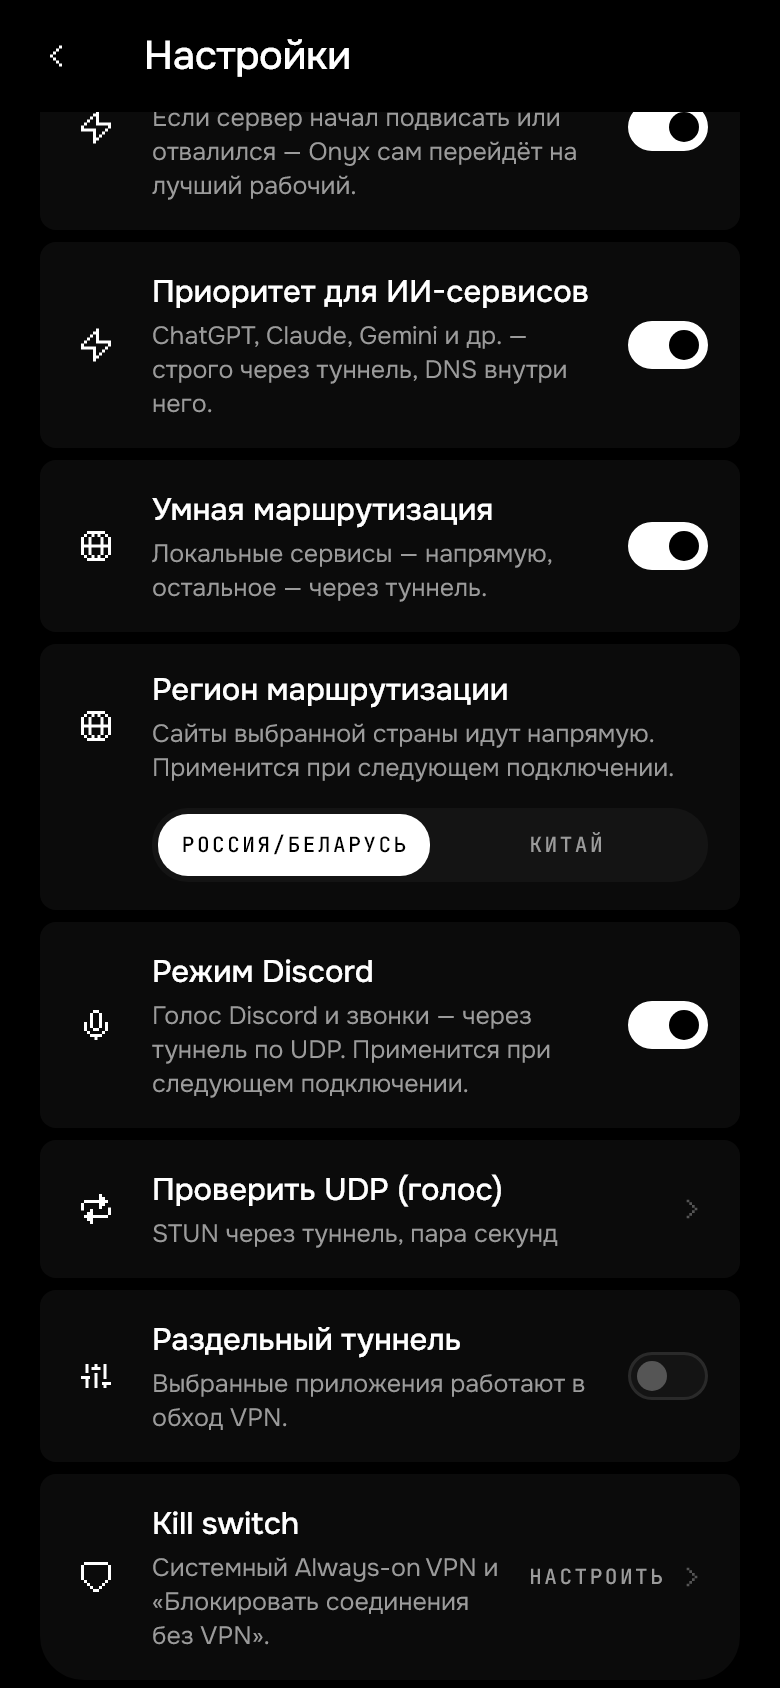 Настройки
Если сервер начал подвисать или
отвалился — Onyx сам перейдёт на
лучший рабочий.
Приоритет для ИИ-сервисов
ChatGPT, Claude, Gemini и др. —
строго через туннель, DNS внутри
него.
Умная маршрутизация
Локальные сервисы — напрямую,
остальное — через туннель.
Регион маршрутизации
Сайты выбранной страны идут напрямую.
Применится при следующем подключении.
РОССИЯ/БЕЛАРУСЬ КИТАЙ
Режим Discord
Голос Discord и звонки — через
туннель по UDP. Применится при
следующем подключении.
Проверить UDP (голос)
STUN через туннель, пара секунд
Раздельный туннель
Выбранные приложения работают в
обход VPN.
Kill switch
Системный Always-on VPN и
«Блокировать соединения
без VPN».
НАСТРОИТЬ